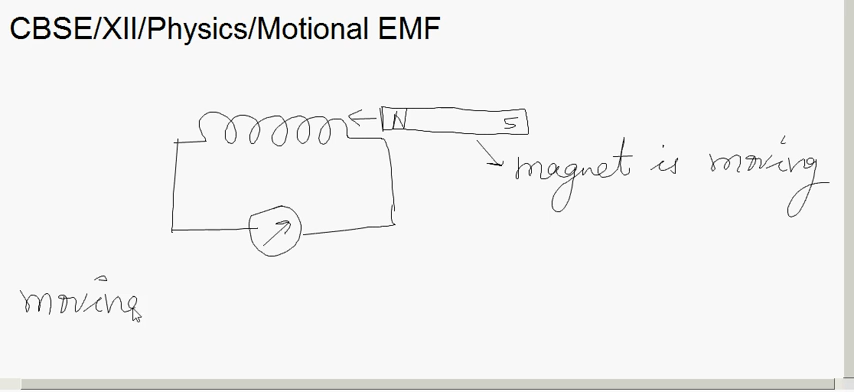 CBSE/XII/Physics/Motional EMF
N S
magnet is moving
moving